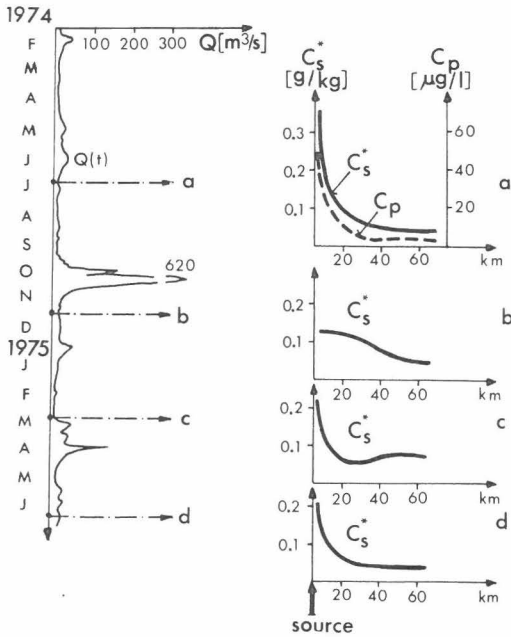 1974
100 200 300 Q[m³/s]
F
M
A
M
J
Q(t)
J
a
A
S
O
620
N
b
D
1975
J
F
M
c
A
M
J
d
C*s
[g/kg]
Cp
[µg/l]
0,3
0,2
0,1
60
40
20
C*s
Cp
a
20 40 60 km
b
0,2
0.1
C*s
20 40 60 km
c
0,2
0,1
C*s
20 40 60 km
d
0,2
0,1
C*s
20 40 60 km
source